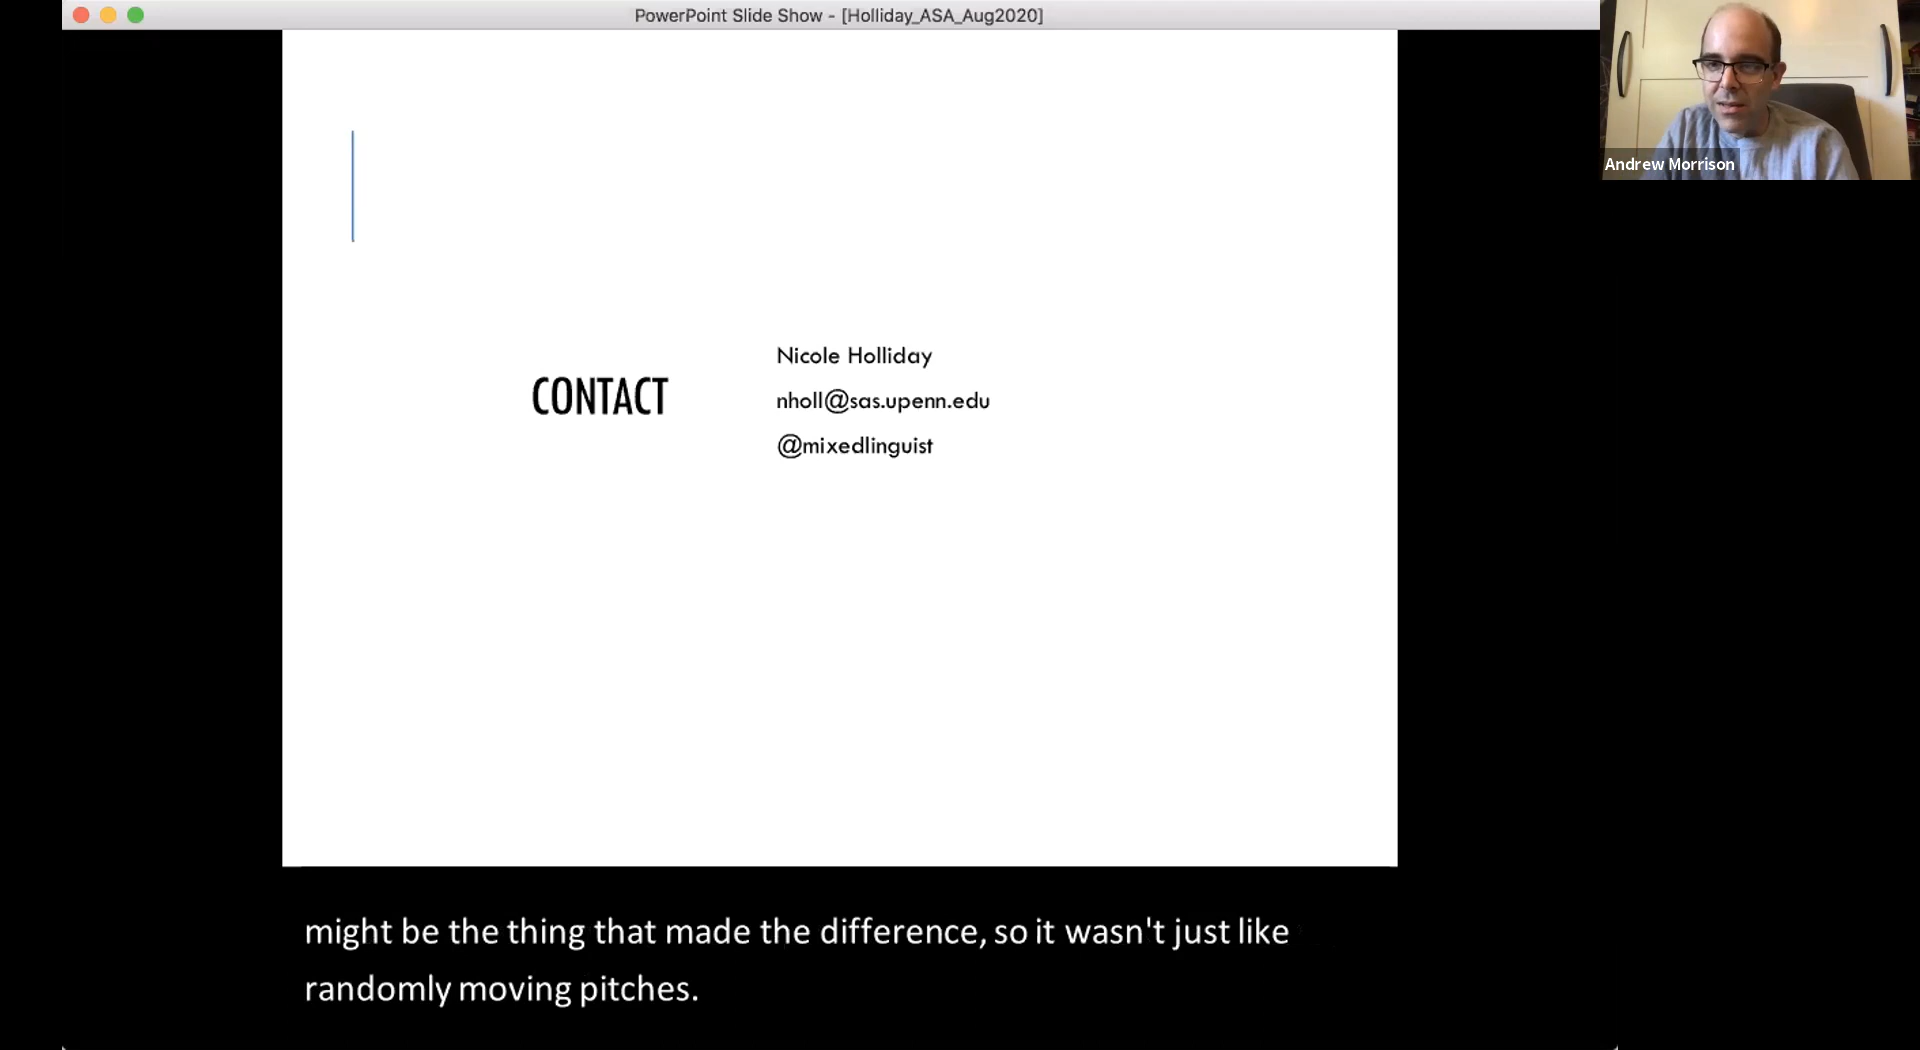 PowerPoint Slide Show - [Holliday_ASA_Aug2020]
Andrew Morrison
CONTACT
Nicole Holliday
nholl@sas.upenn.edu
@mixedlinguist
might be the thing that made the difference, so it wasn't just like
randomly moving pitches.